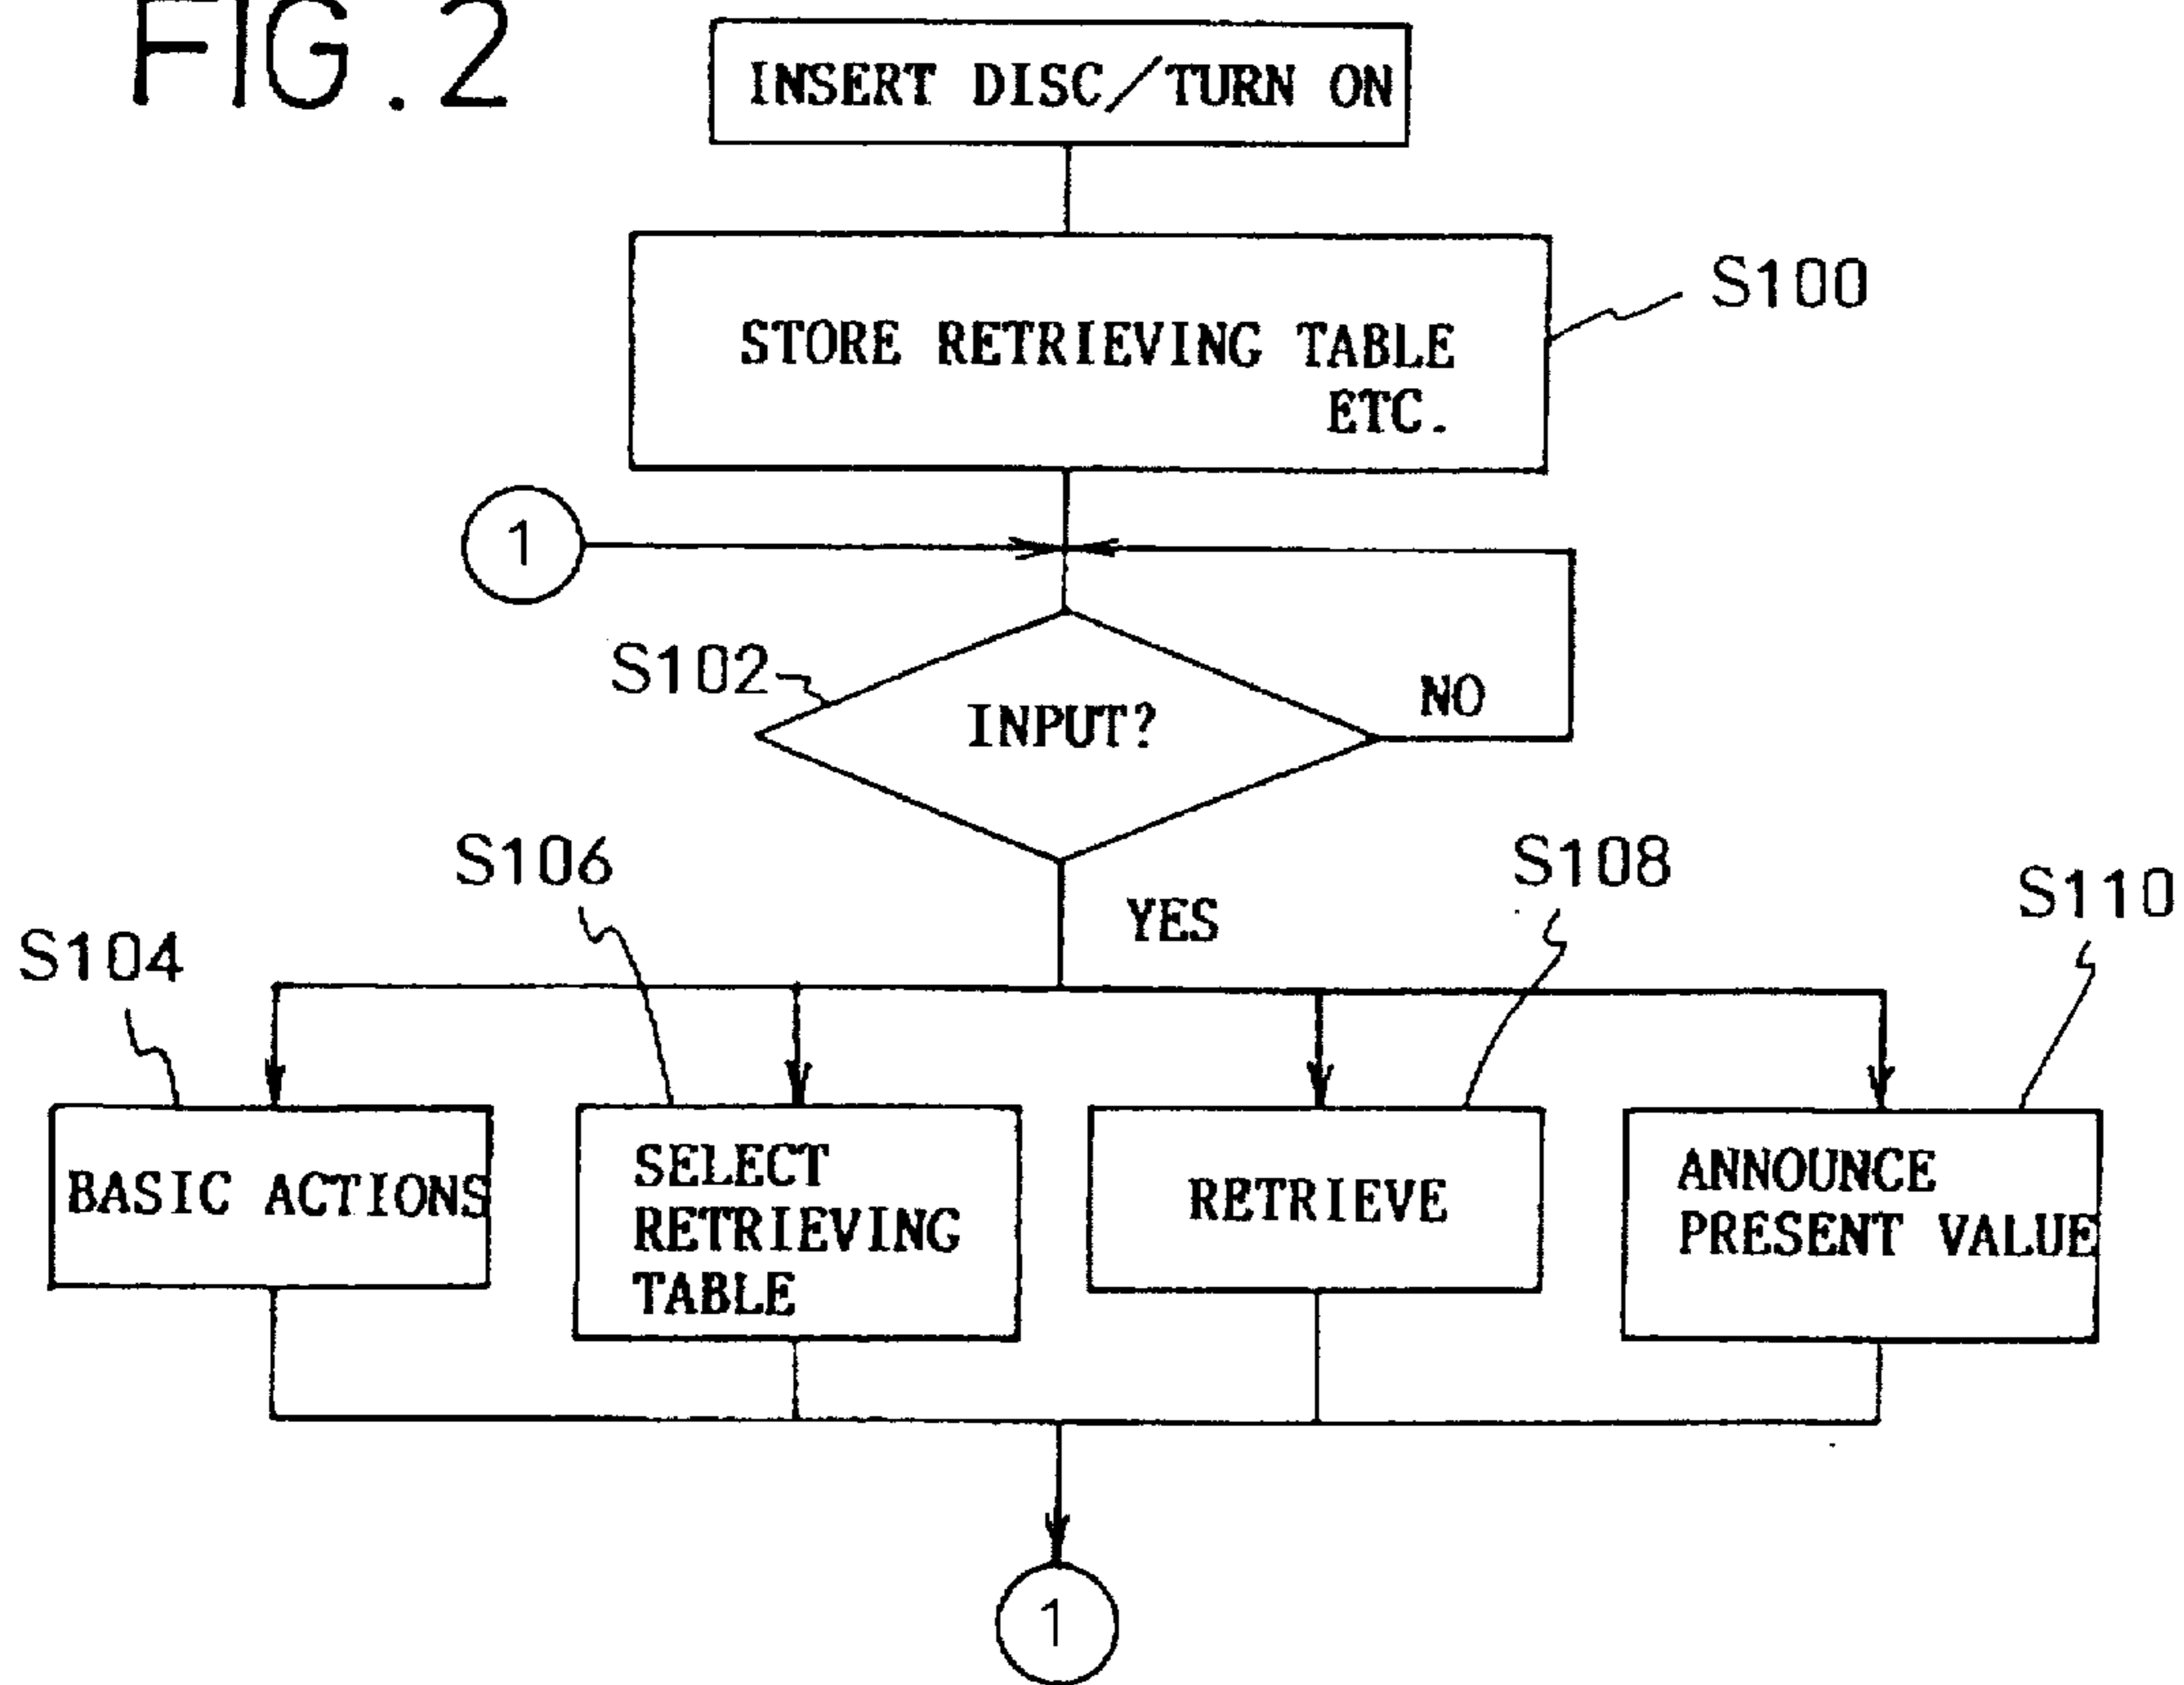 FIG.2
INSERT DISC/TURN ON
S100
STORE RETRIEVING TABLE
ETC.
1
S102
INPUT?
NO
YES
S104
S106
S108
S110
BASIC ACTIONS
SELECT
RETRIEVING
TABLE
RETRIEVE
ANNOUNCE
PRESENT VALUE
1